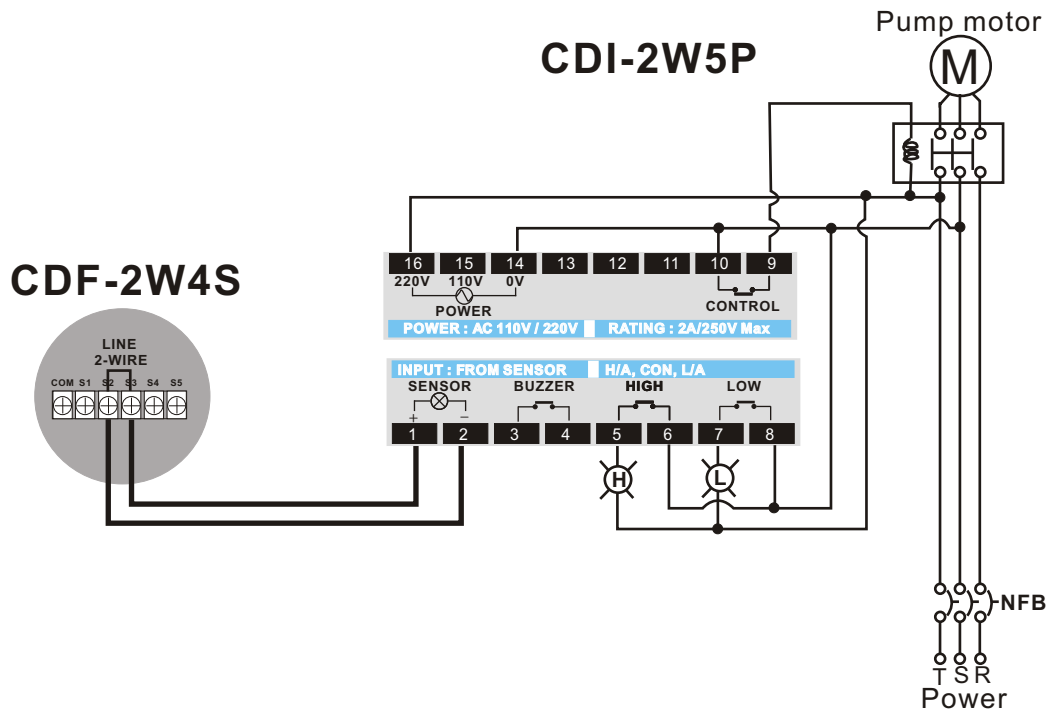 Pump motor
CDI-2W5P
M
16 15 14 13 12 11 10 9
220V 110V 0V
POWER
CONTROL
POWER : AC 110V / 220V RATING : 2A/250V Max
CDF-2W4S
LINE
2-WIRE
COM S1 S2 S3 S4 S5
INPUT : FROM SENSOR H/A, CON, L/A
SENSOR BUZZER HIGH LOW
+ −
1 2 3 4 5 6 7 8
H L
NFB
T S R
Power